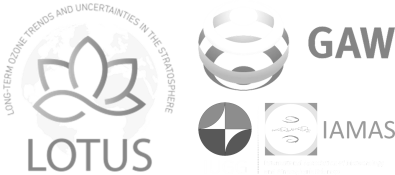 LONG-TERM OZONE TRENDS AND UNCERTAINTIES IN THE STRATOSPHERE
LOTUS
GAW
IAMAS